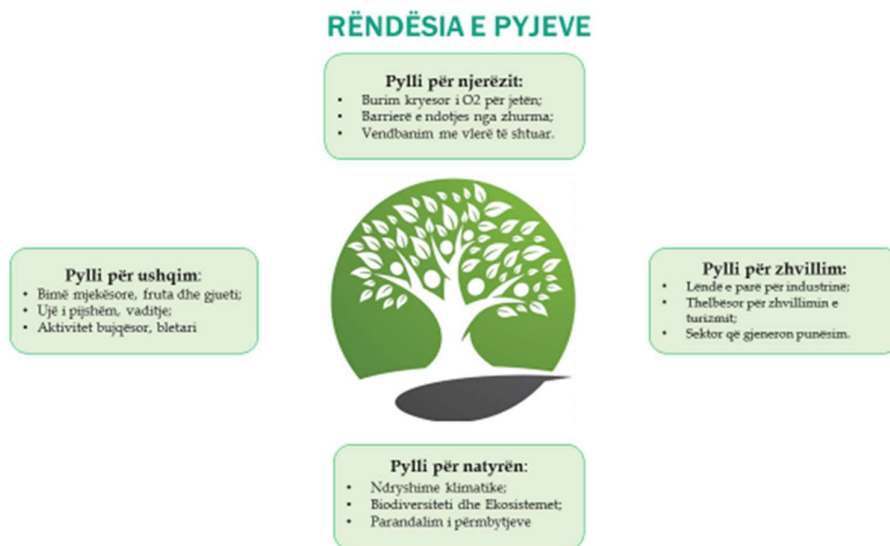 RËNDËSIA E PYJEVE
Pylli për njerëzit:
• Burim kryesor i O2 për jetën;
• Barrierë e ndotjes nga zhurma;
• Vendbanim me vlerë të shtuar.
Pylli për ushqim:
• Bimë mjekësore, fruta dhe gjueti;
• Ujë i pijshëm, vaditje;
• Aktivitet bujqësor, bletari
Pylli për zhvillim:
• Lëndë e parë për industrinë;
• Thelbësor për zhvillimin e
turizmit;
• Sektor që gjeneron punësim.
Pylli për natyrën:
• Ndryshime klimatike;
• Biodiversiteti dhe Ekosistemet;
• Parandalim i përmbytjeve